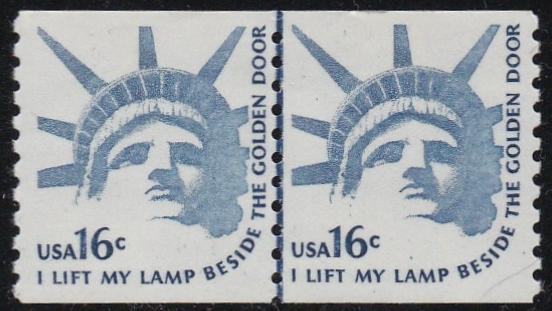 USA16c
I LIFT MY LAMP BESIDE THE GOLDEN DOOR
USA16c
I LIFT MY LAMP BESIDE THE GOLDEN DOOR